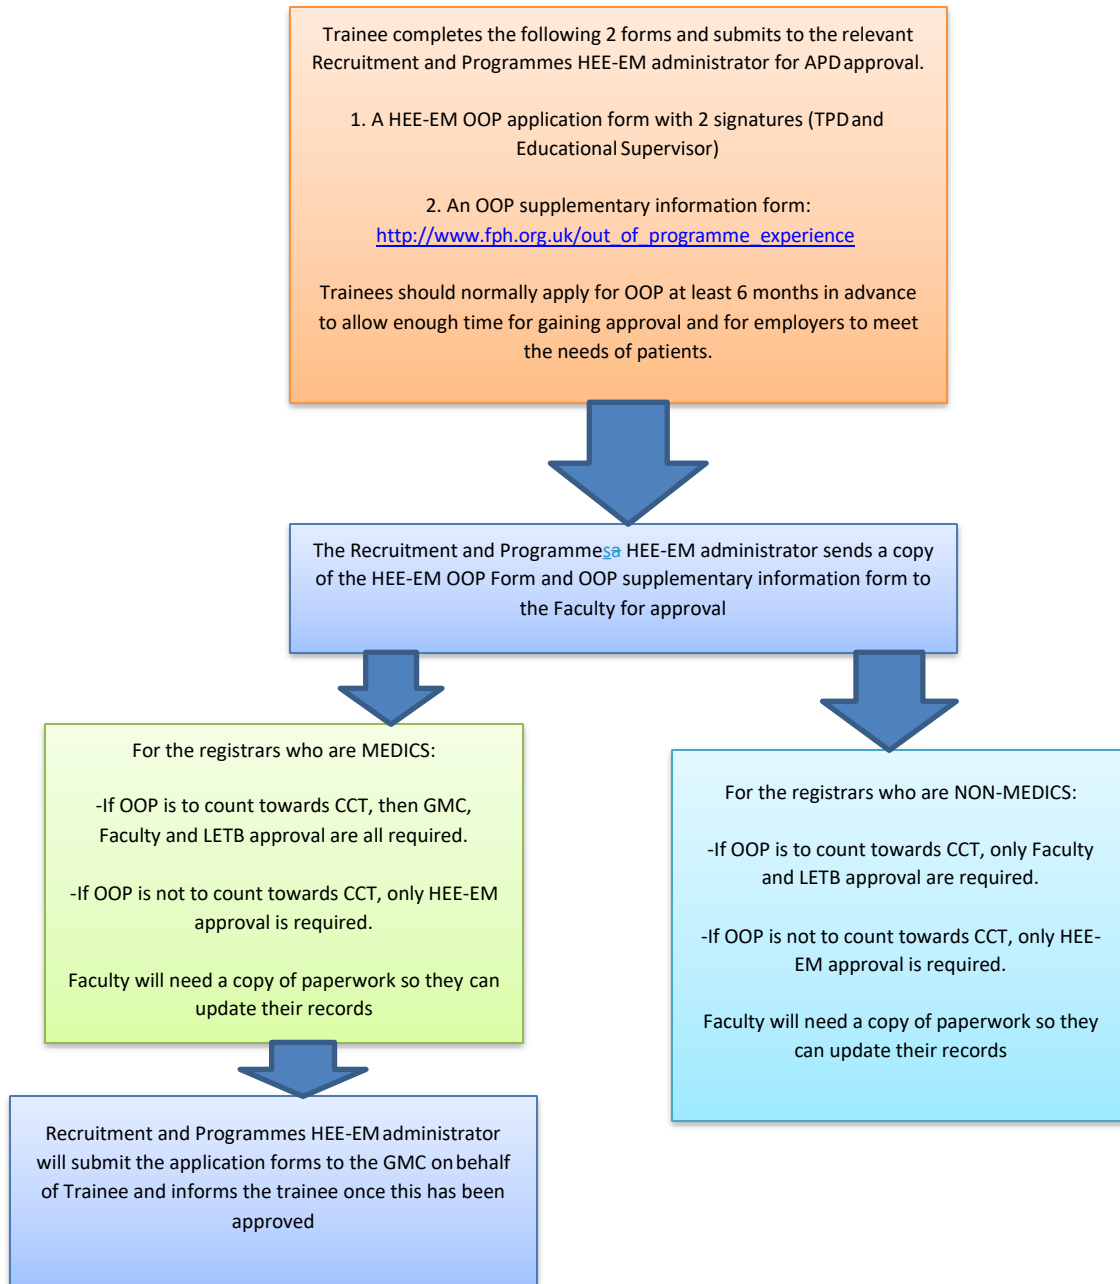 Trainee completes the following 2 forms and submits to the relevant
Recruitment and Programmes HEE-EM administrator for APD approval.
1. A HEE-EM OOP application form with 2 signatures (TPD and
Educational Supervisor)
2. An OOP supplementary information form:
http://www.fph.org.uk/out_of_programme_experience
Trainees should normally apply for OOP at least 6 months in advance
to allow enough time for gaining approval and for employers to meet
the needs of patients.
The Recruitment and Programmesa HEE-EM administrator sends a copy
of the HEE-EM OOP Form and OOP supplementary information form to
the Faculty for approval
For the registrars who are MEDICS:
-If OOP is to count towards CCT, then GMC,
Faculty and LETB approval are all required.
-If OOP is not to count towards CCT, only HEE-EM
approval is required.
Faculty will need a copy of paperwork so they can
update their records
For the registrars who are NON-MEDICS:
-If OOP is to count towards CCT, only Faculty
and LETB approval are required.
-If OOP is not to count towards CCT, only HEE-
EM approval is required.
Faculty will need a copy of paperwork so they
can update their records
Recruitment and Programmes HEE-EM administrator
will submit the application forms to the GMC on behalf
of Trainee and informs the trainee once this has been
approved